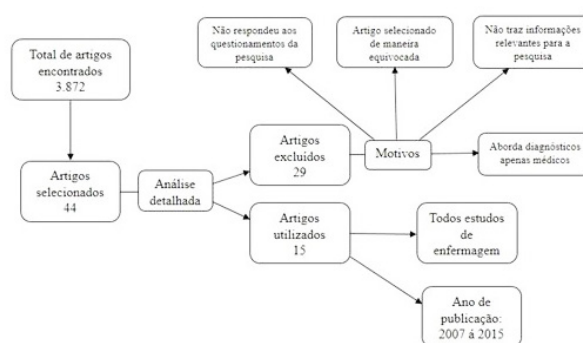 Não respondeu aos
questionamentos da
pesquisa
Artigo selecionado
de maneira
equivocada
Não traz informações
relevantes para a
pesquisa
Total de artigos
encontrados
3.872
Artigos
excluídos
29
Motivos
Aborda diagnósticos
apenas médicos
Artigos
selecionados
44
Análise
detalhada
Artigos
utilizados
15
Todos estudos
de
enfermagem
Ano de
publicação:
2007 á 2015